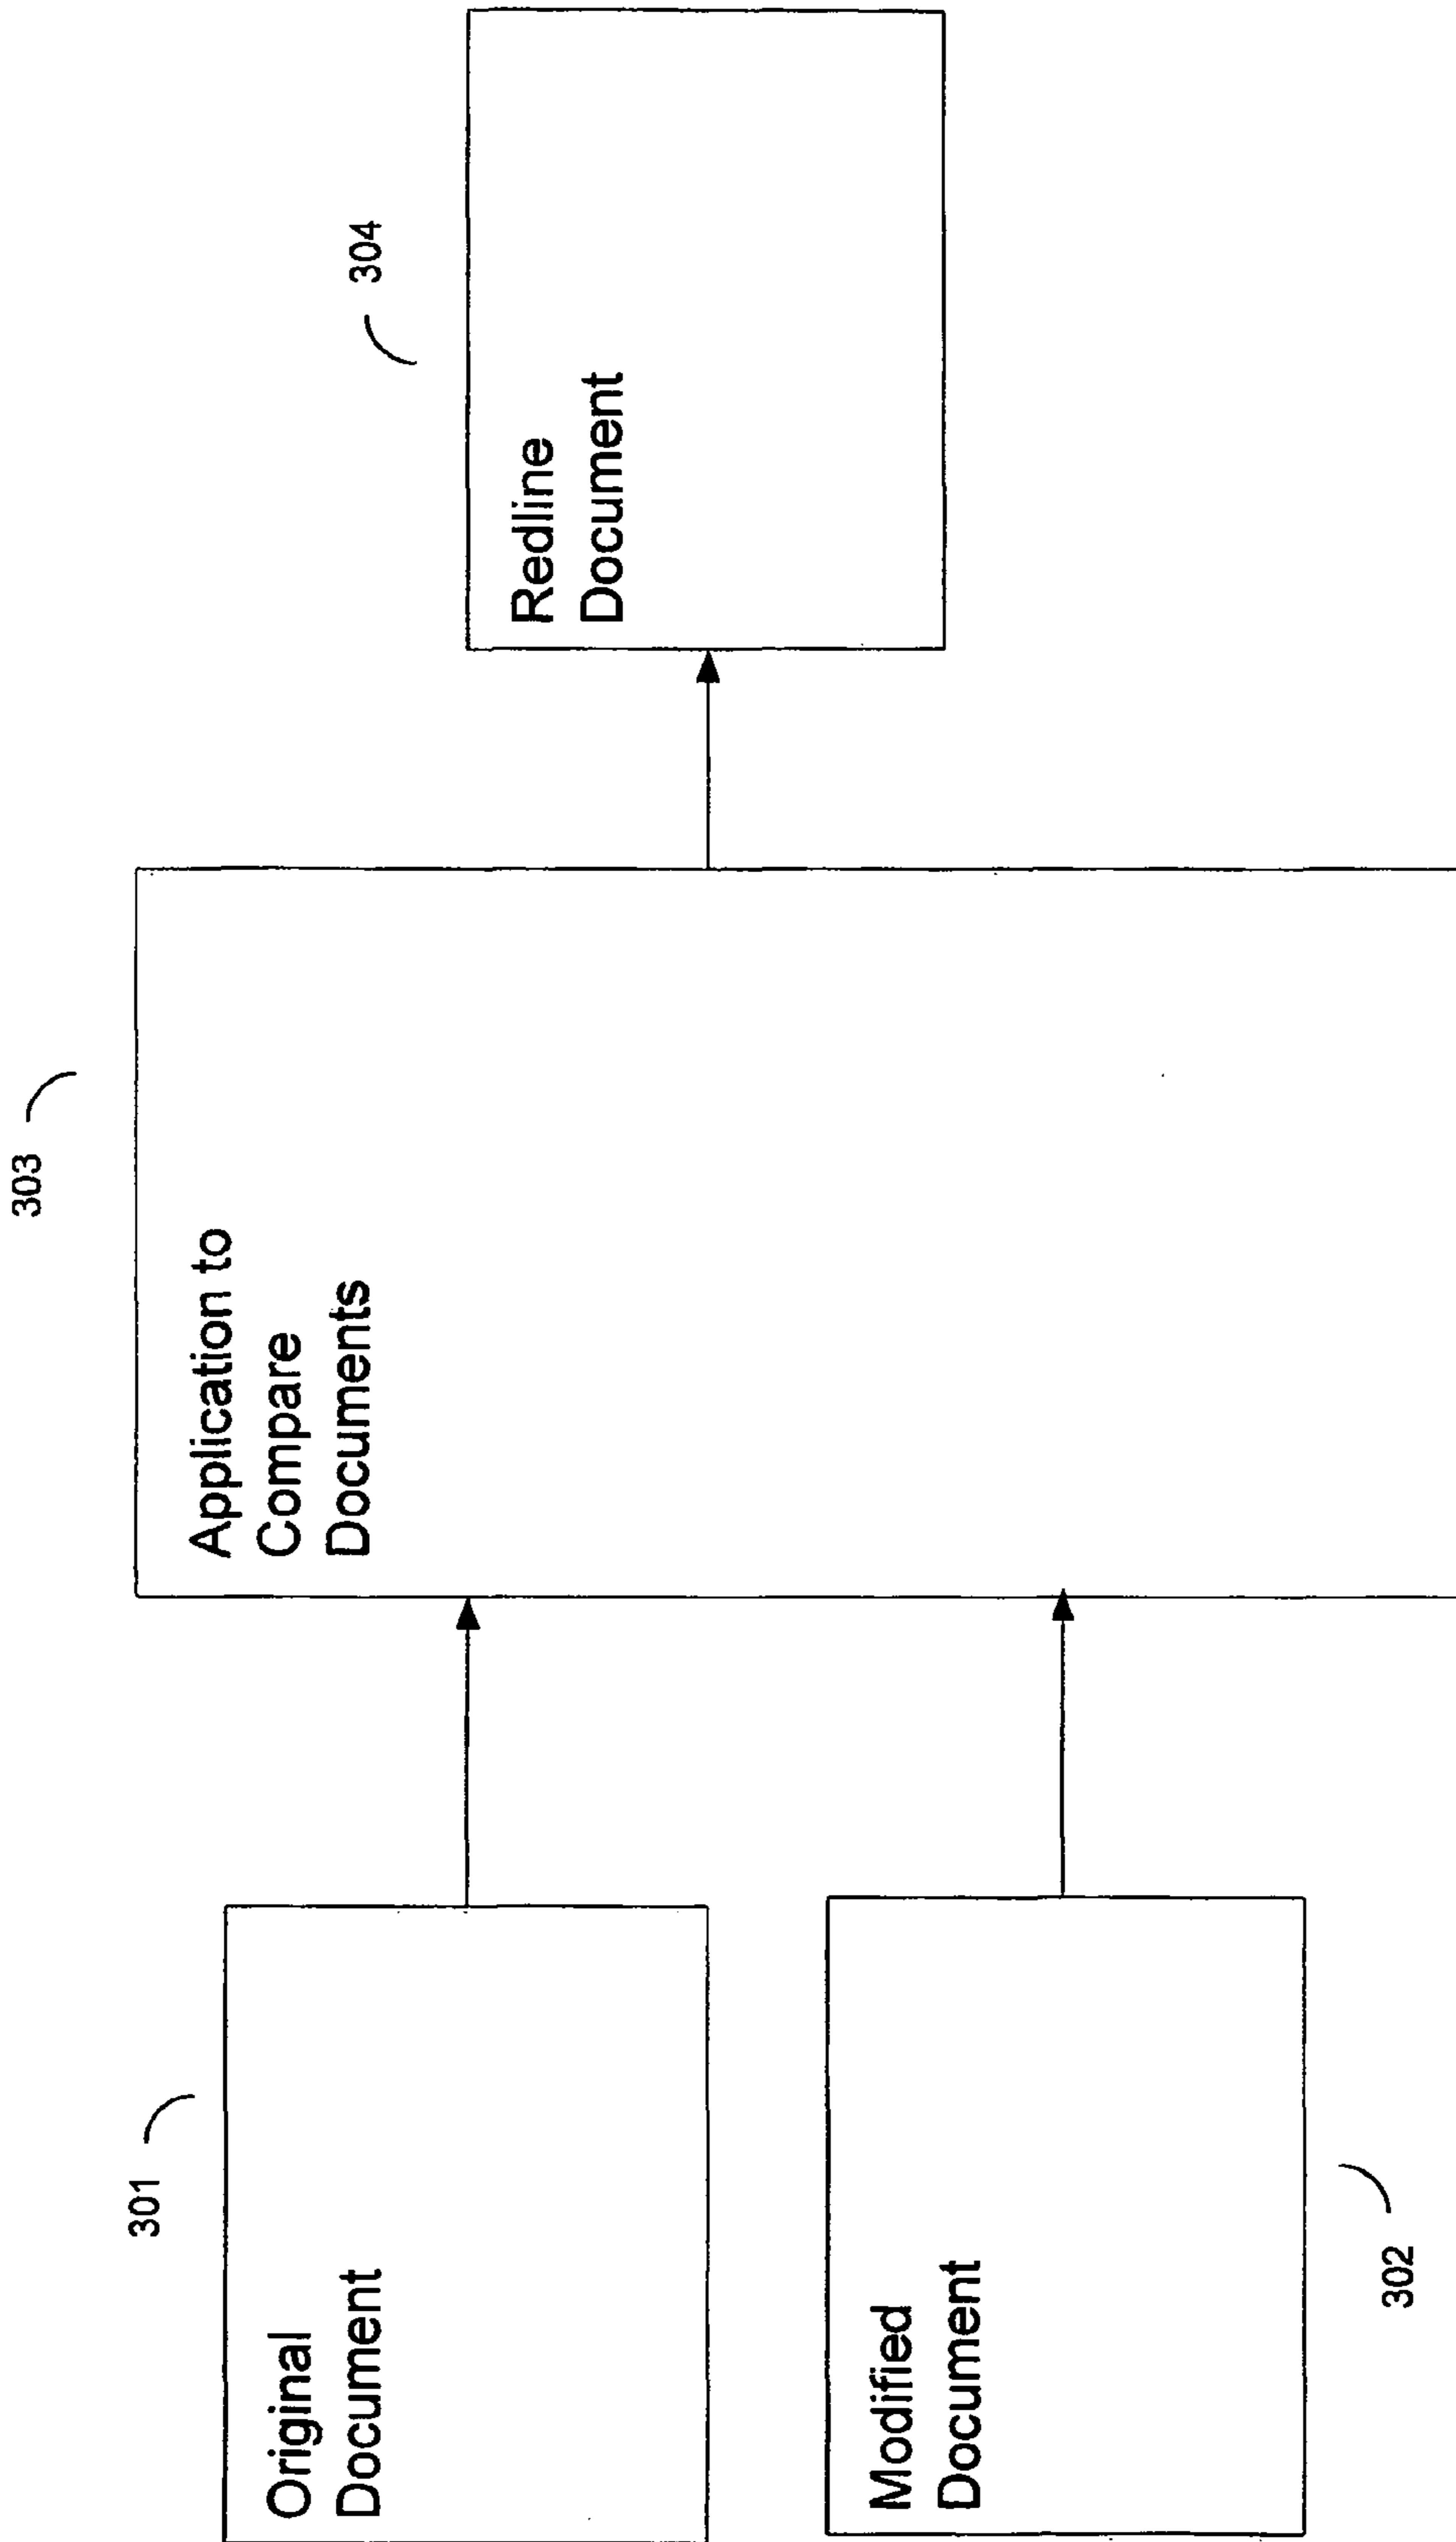 301
Original
Document
302
Modified
Document
303
Application to
Compare
Documents
304
Redline
Document